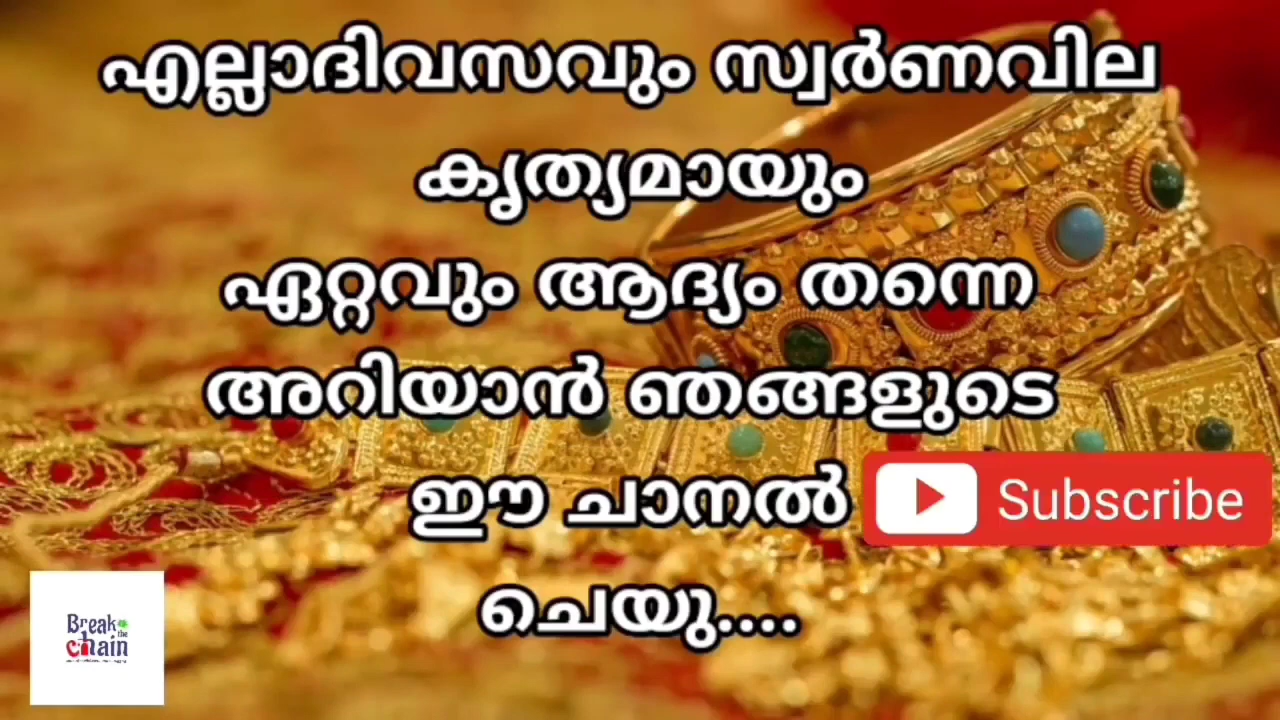 എല്ലാദിവസവും സ്വർണവില
കൃത്യമായും
ഏറ്റവും ആദ്യം തന്നെ
അറിയാൻ ഞങ്ങളുടെ
ഈ ചാനൽ Subscribe
ചെയു....
Break
the
chain